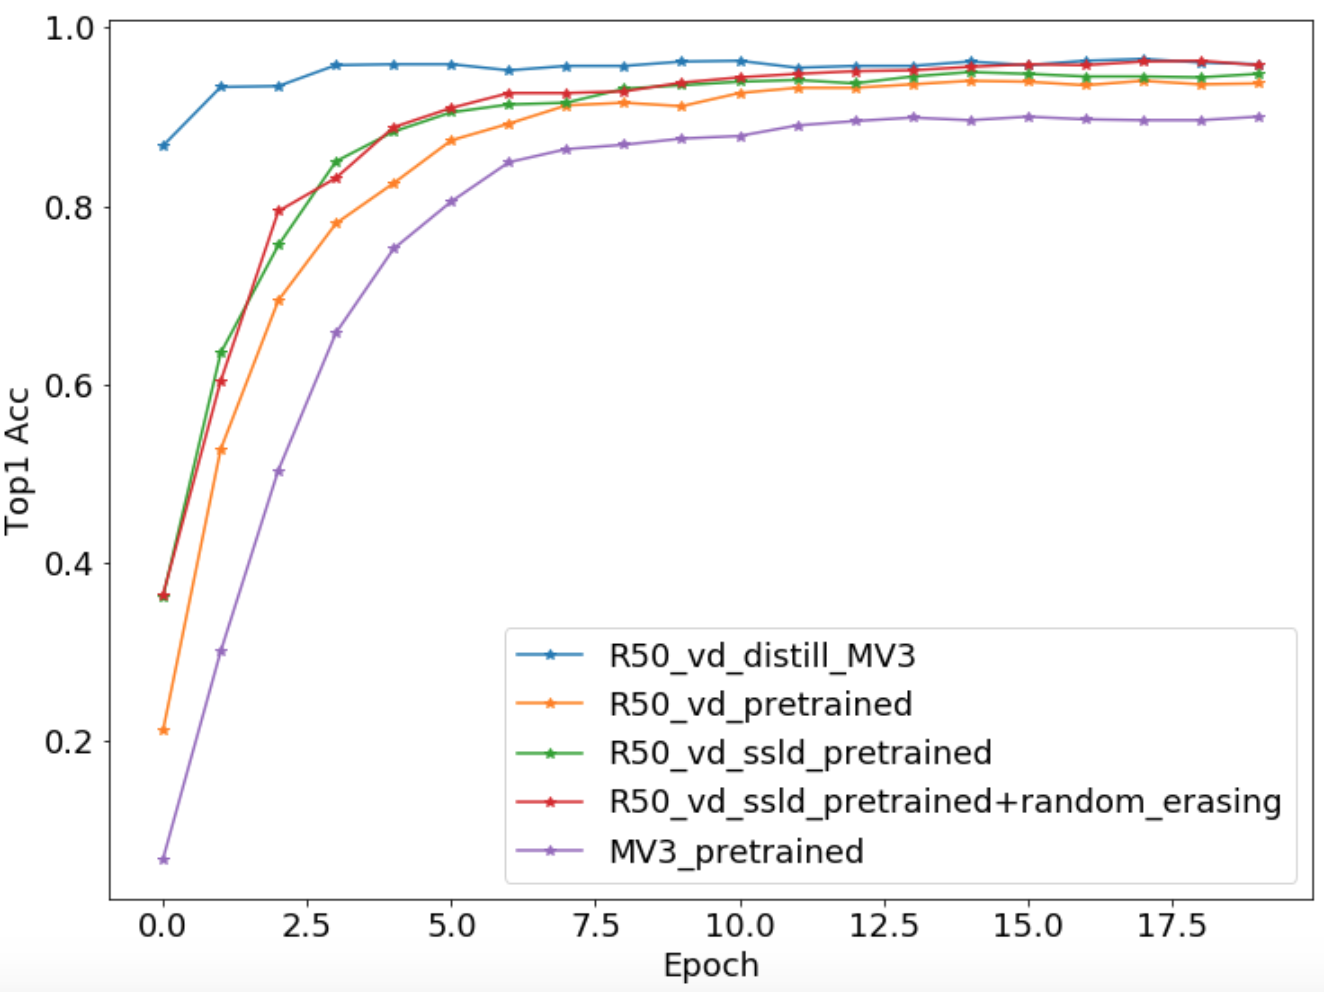 1.0
0.8
0.6
0.4
0.2
Top1 Acc
R50_vd_distill_MV3
R50_vd_pretrained
R50_vd_ssld_pretrained
R50_vd_ssld_pretrained+random_erasing
MV3_pretrained
0.0 2.5 5.0 7.5 10.0 12.5 15.0 17.5
Epoch